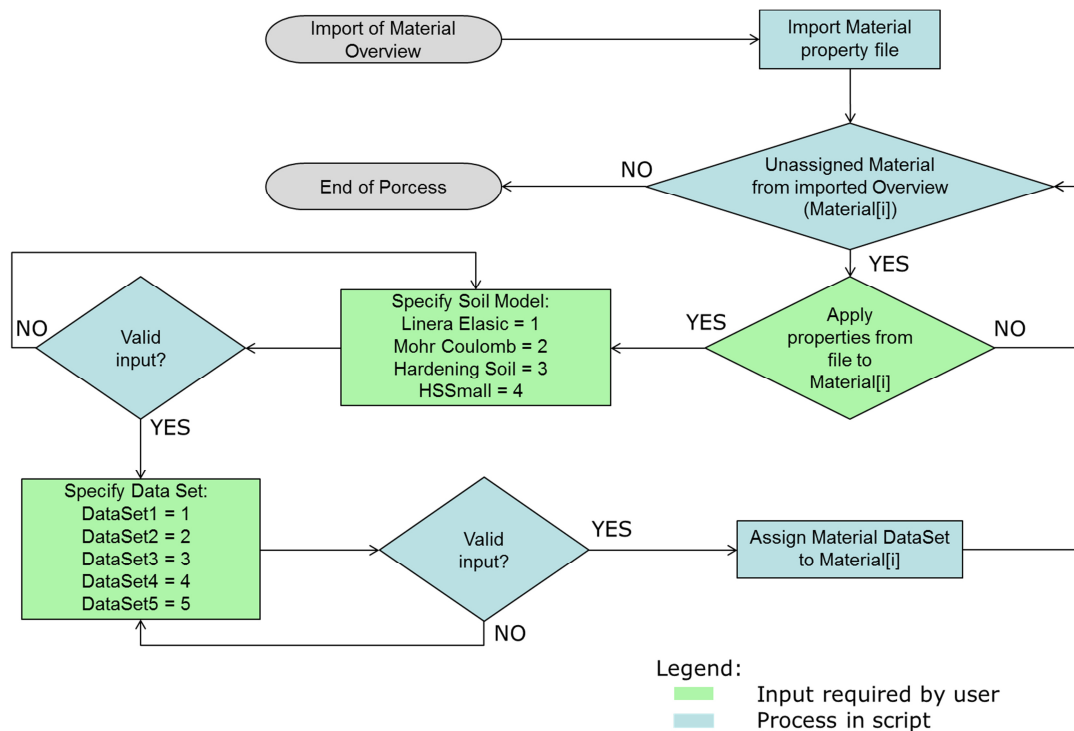 Import of Material
Overview
Import Material
property file
Unassigned Material
from imported Overview
(Material[i])
NO
End of Porcess
YES
Apply
properties from
file to
Material[i]
YES
NO
Specify Soil Model:
Linera Elasic = 1
Mohr Coulomb = 2
Hardening Soil = 3
HSSmall = 4
Valid
input?
NO
YES
Specify Data Set:
DataSet1 = 1
DataSet2 = 2
DataSet3 = 3
DataSet4 = 4
DataSet5 = 5
Valid
input?
YES
NO
Assign Material DataSet
to Material[i]
Legend:
Input required by user
Process in script